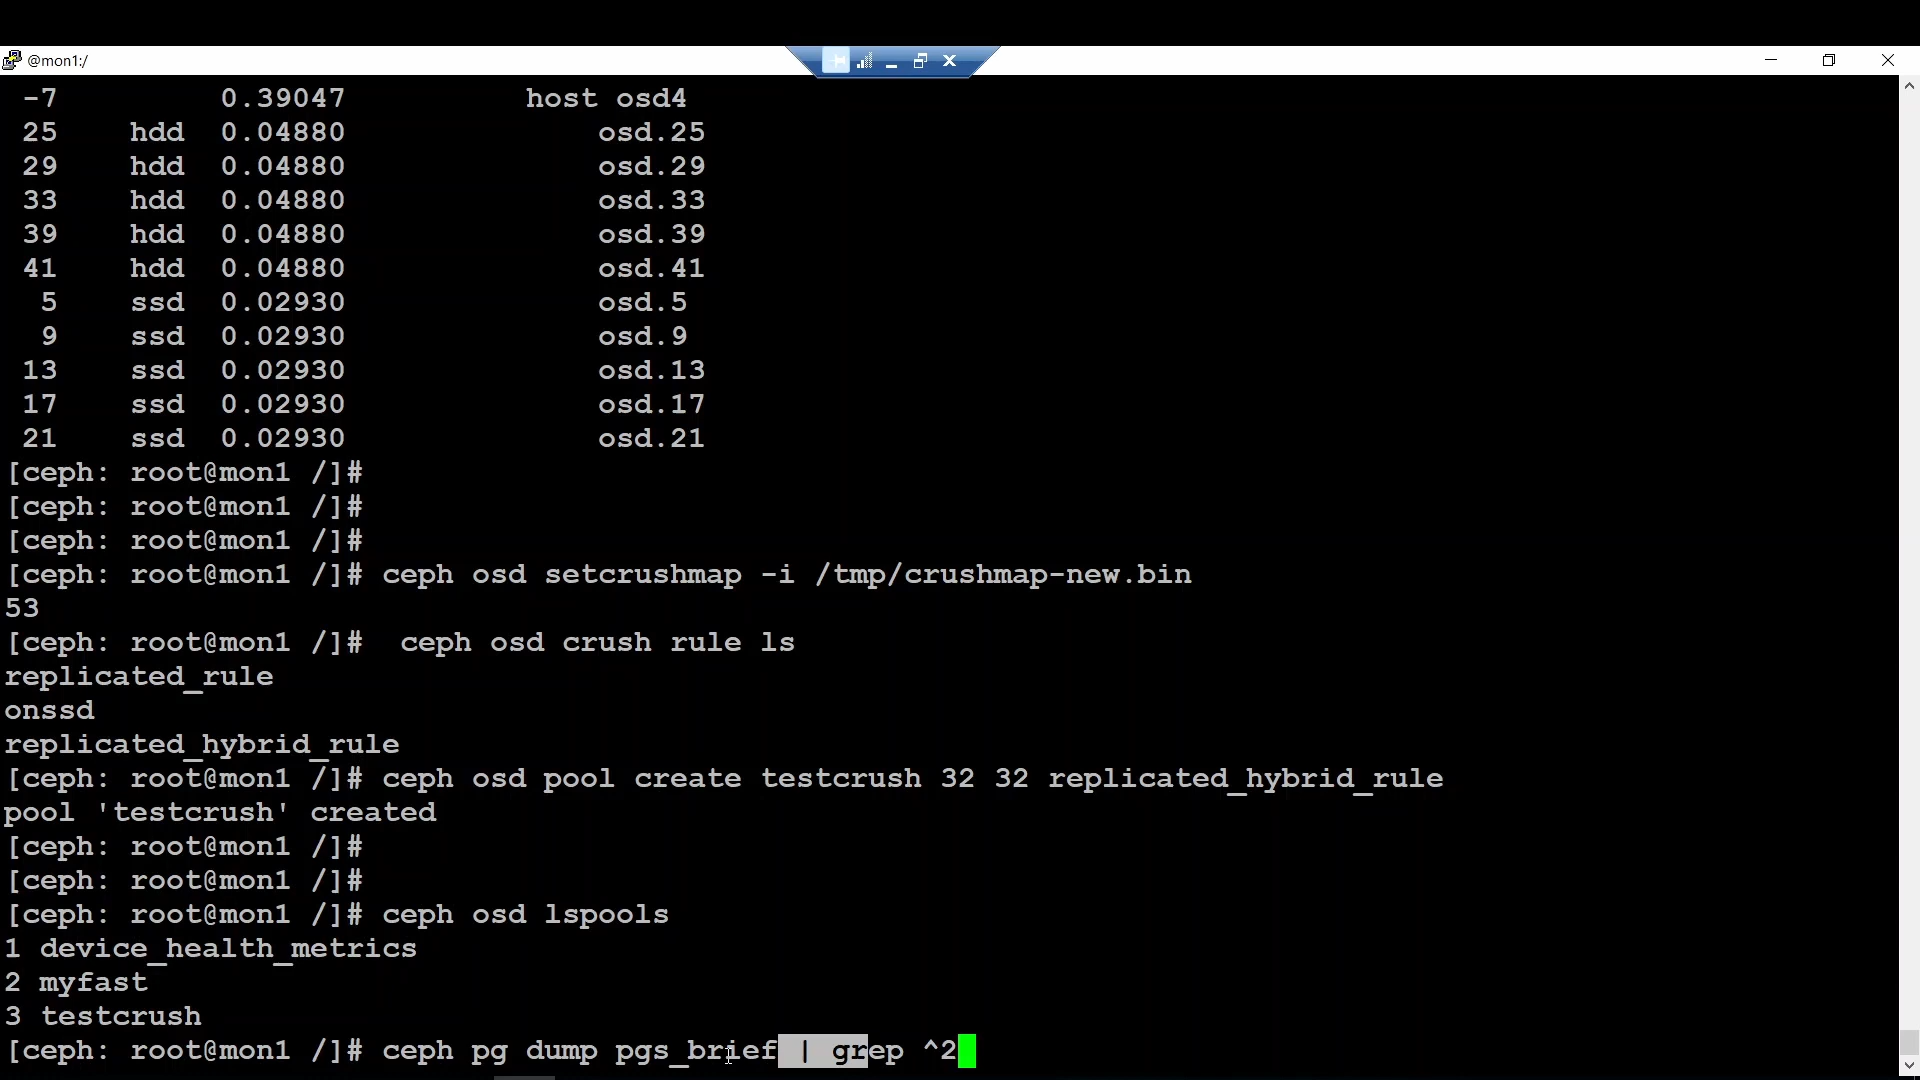 @mon1:/
-7 0.39047 host osd4
25 hdd 0.04880 osd.25
29 hdd 0.04880 osd.29
33 hdd 0.04880 osd.33
39 hdd 0.04880 osd.39
41 hdd 0.04880 osd.41
5 ssd 0.02930 osd.5
9 ssd 0.02930 osd.9
13 ssd 0.02930 osd.13
17 ssd 0.02930 osd.17
21 ssd 0.02930 osd.21
[ceph: root@mon1 /]#
[ceph: root@mon1 /]#
[ceph: root@mon1 /]#
[ceph: root@mon1 /]# ceph osd setcrushmap -i /tmp/crushmap-new.bin
53
[ceph: root@mon1 /]#  ceph osd crush rule ls
replicated_rule
onssd
replicated_hybrid_rule
[ceph: root@mon1 /]# ceph osd pool create testcrush 32 32 replicated_hybrid_rule
pool 'testcrush' created
[ceph: root@mon1 /]#
[ceph: root@mon1 /]#
[ceph: root@mon1 /]# ceph osd lspools
1 device_health_metrics
2 myfast
3 testcrush
[ceph: root@mon1 /]# ceph pg dump pgs_brief | grep ^2